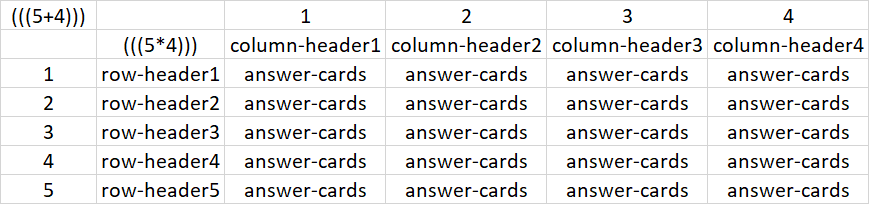 (((5+4))) 1 2 3 4
(((5*4))) column-header1 column-header2 column-header3 column-header4
1 row-header1 answer-cards answer-cards answer-cards answer-cards
2 row-header2 answer-cards answer-cards answer-cards answer-cards
3 row-header3 answer-cards answer-cards answer-cards answer-cards
4 row-header4 answer-cards answer-cards answer-cards answer-cards
5 row-header5 answer-cards answer-cards answer-cards answer-cards